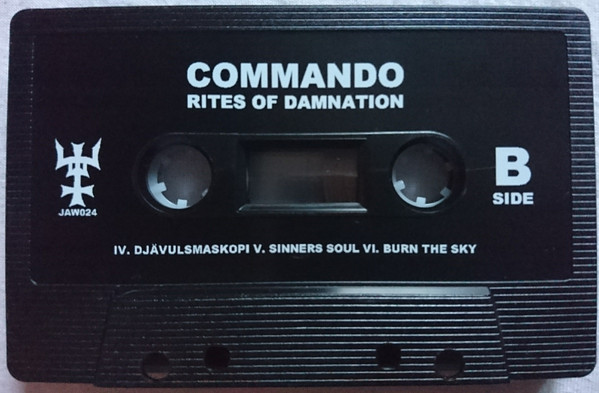 COMMANDO
RITES OF DAMNATION
B
SIDE
JAW024
IV. DJÄVULSMASKOPI V. SINNERS SOUL VI. BURN THE SKY